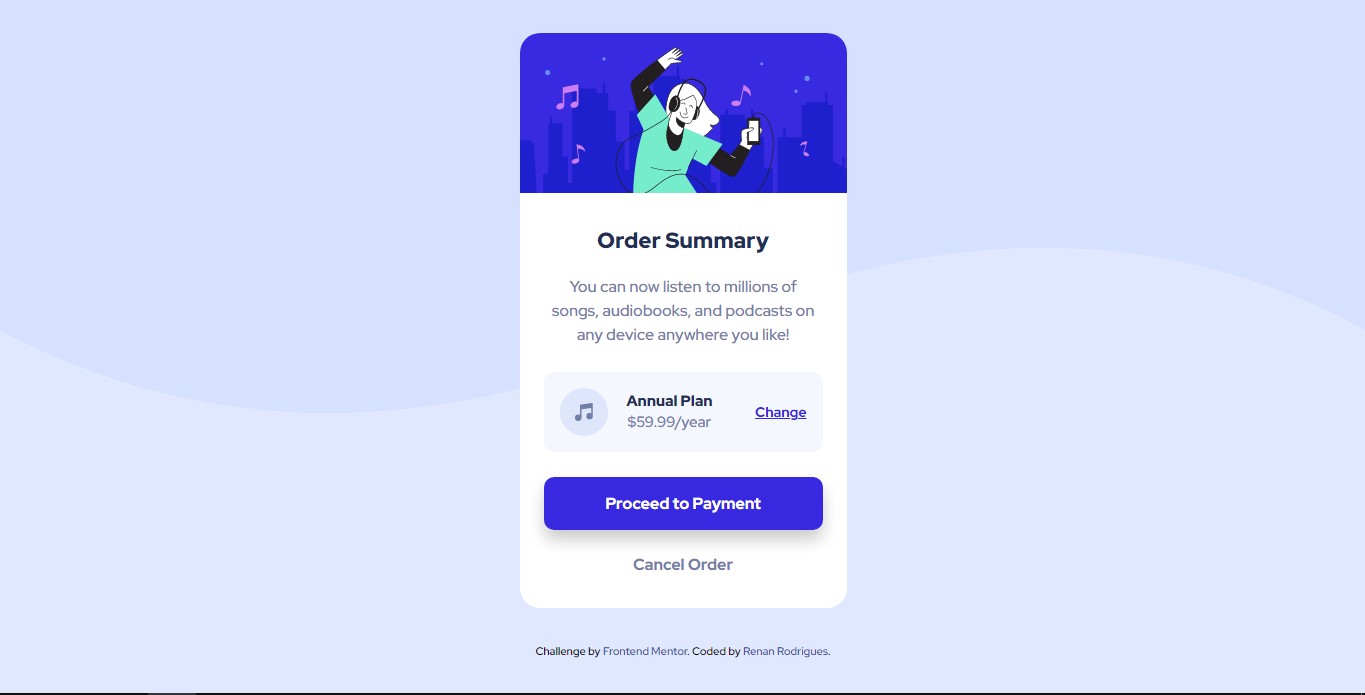 Order Summary
You can now listen to millions of
songs, audiobooks, and podcasts on
any device anywhere you like!
Annual Plan
$59.99/year
Change
Proceed to Payment
Cancel Order
Challenge by Frontend Mentor. Coded by Renan Rodrigues.